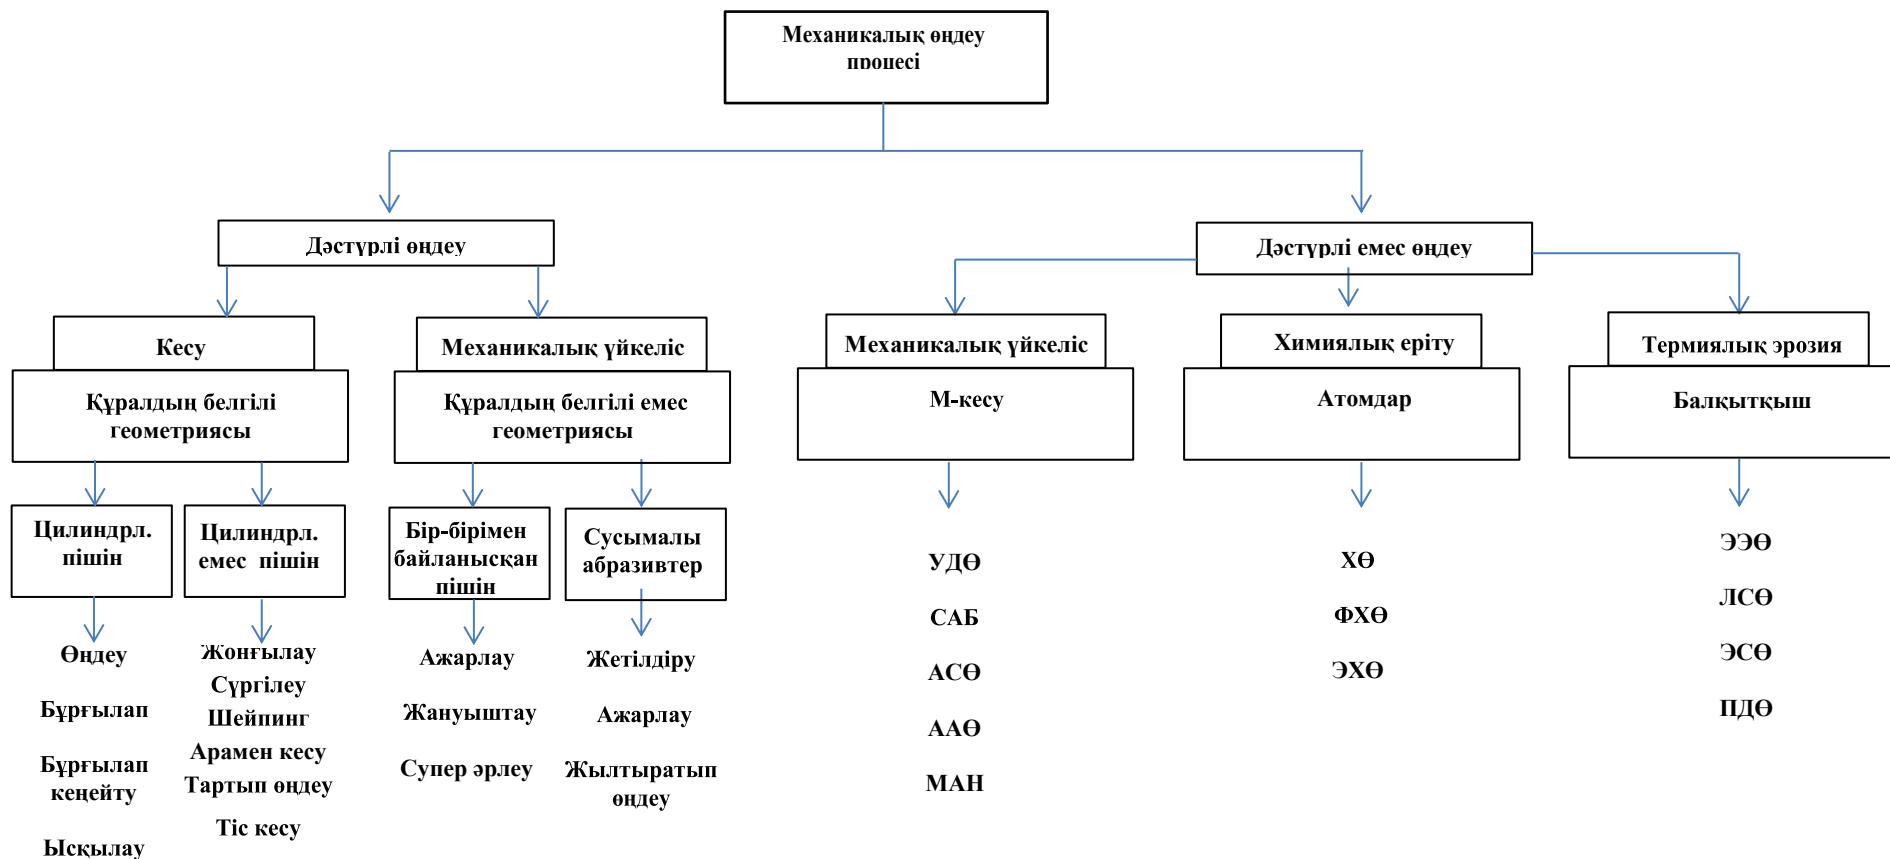 Механикалық өңдеу
процесі
Дәстүрлі өңдеу
Дәстүрлі емес өңдеу
Кесу
Механикалық үйкеліс
Механикалық үйкеліс
Химиялық еріту
Термиялық эрозия
Құралдың белгілі
геометриясы
Құралдың белгілі емес
геометриясы
М-кесу
Атомдар
Балқытқыш
Цилиндрл.
пішін
Цилиндрл.
емес пішін
Бір-бірімен
байланысқан
пішін
Сусымалы
абразивтер
Өңдеу
Бұрғылап
Бұрғылап
кеңейту
Ысқылау
Жонғылау
Сүргілеу
Шейпинг
Арамен кесу
Тартып өңдеу
Тіс кесу
Ажарлау
Жануыштау
Супер әрлеу
Жетілдіру
Ажарлау
Жылтыратып
өңдеу
УДӨ
САБ
АСӨ
ААӨ
МАН
ХӨ
ФХӨ
ЭХӨ
ЭЭӨ
ЛСӨ
ЭСӨ
ПДӨ